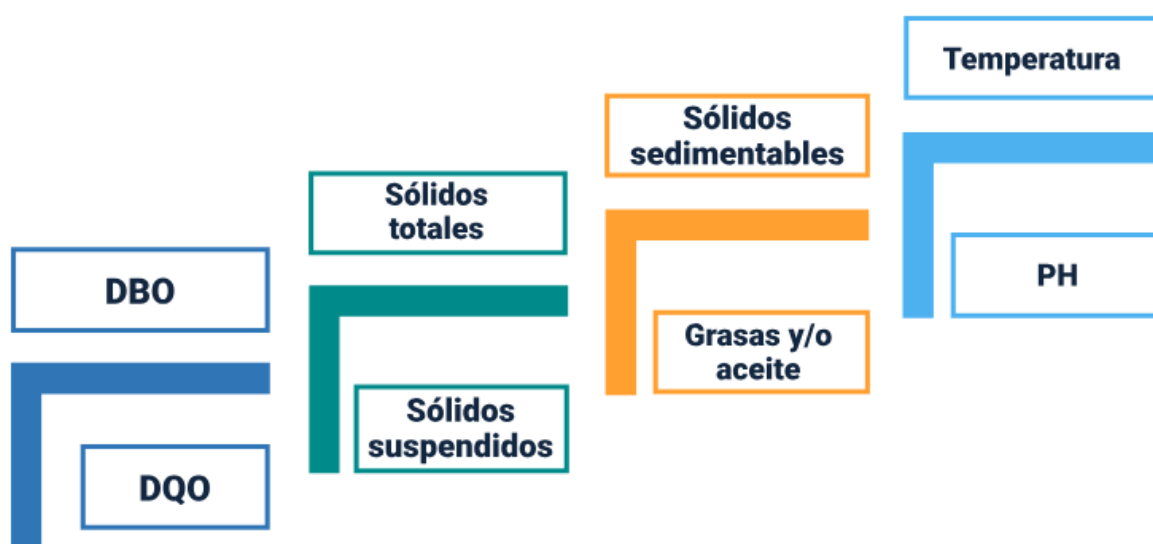 DBO
DQO
Sólidos
totales
Sólidos
suspendidos
Sólidos
sedimentables
Grasas y/o
aceite
Temperatura
PH